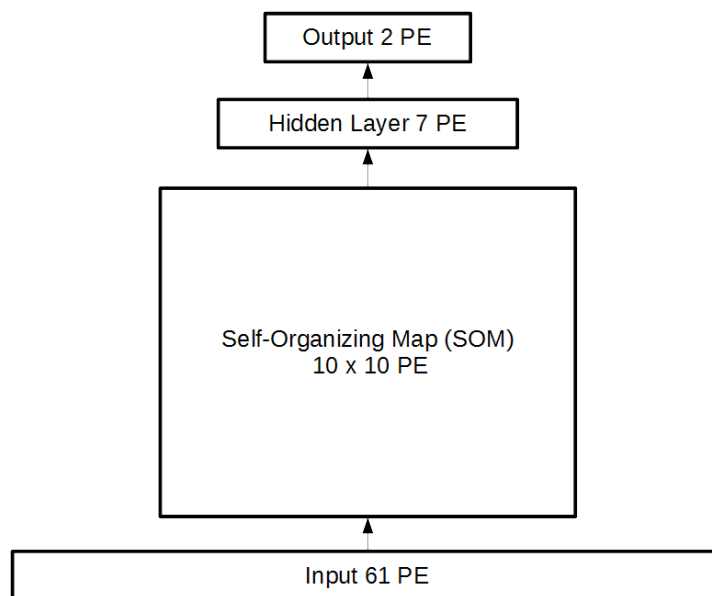 Output 2 PE
Hidden Layer 7 PE
Self-Organizing Map (SOM)
10 x 10 PE
Input 61 PE